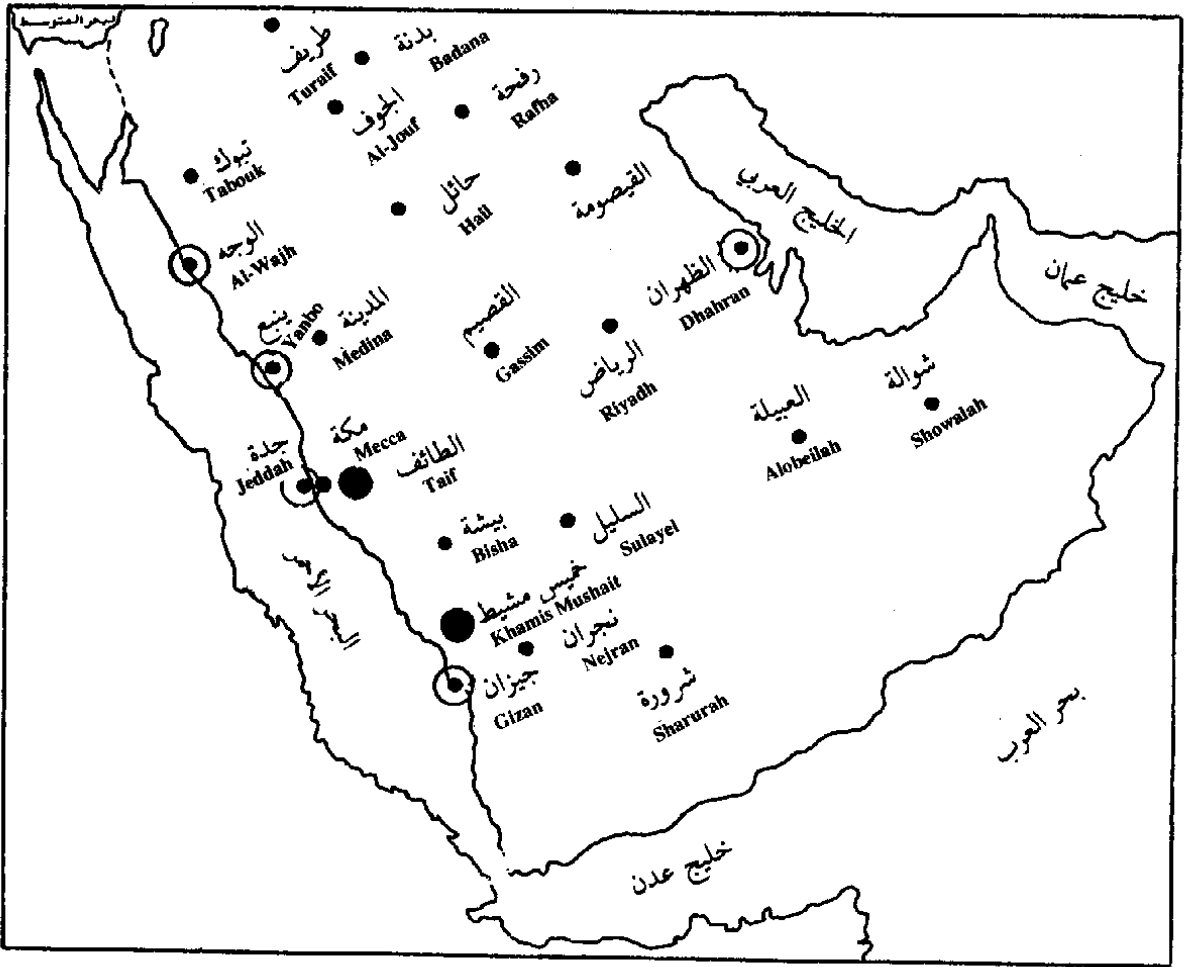 البحر المتوسط
طريف
Turaif
بدنة
Badana
الجوف
Al-Jouf
رفحة
Rafha
تبوك
Tabouk
حائل
Hail
القيصومة
الخليج العربي
الوجه
Al-Wajh
الظهران
Dhahran
خليج عمان
ينبع
Yanbo
المدينة
Medina
القصيم
Gassim
الرياض
Riyadh
شوالة
Showalah
العبيلة
Alobeilah
جدة
Jeddah
مكة
Mecca
الطائف
Taif
بيشة
Bisha
السليل
Sulayel
البحر الاحمر
خميس مشيط
Khamis Mushait
نجران
Nejran
جيزان
Gizan
شرورة
Sharurah
بحر العرب
خليج عدن